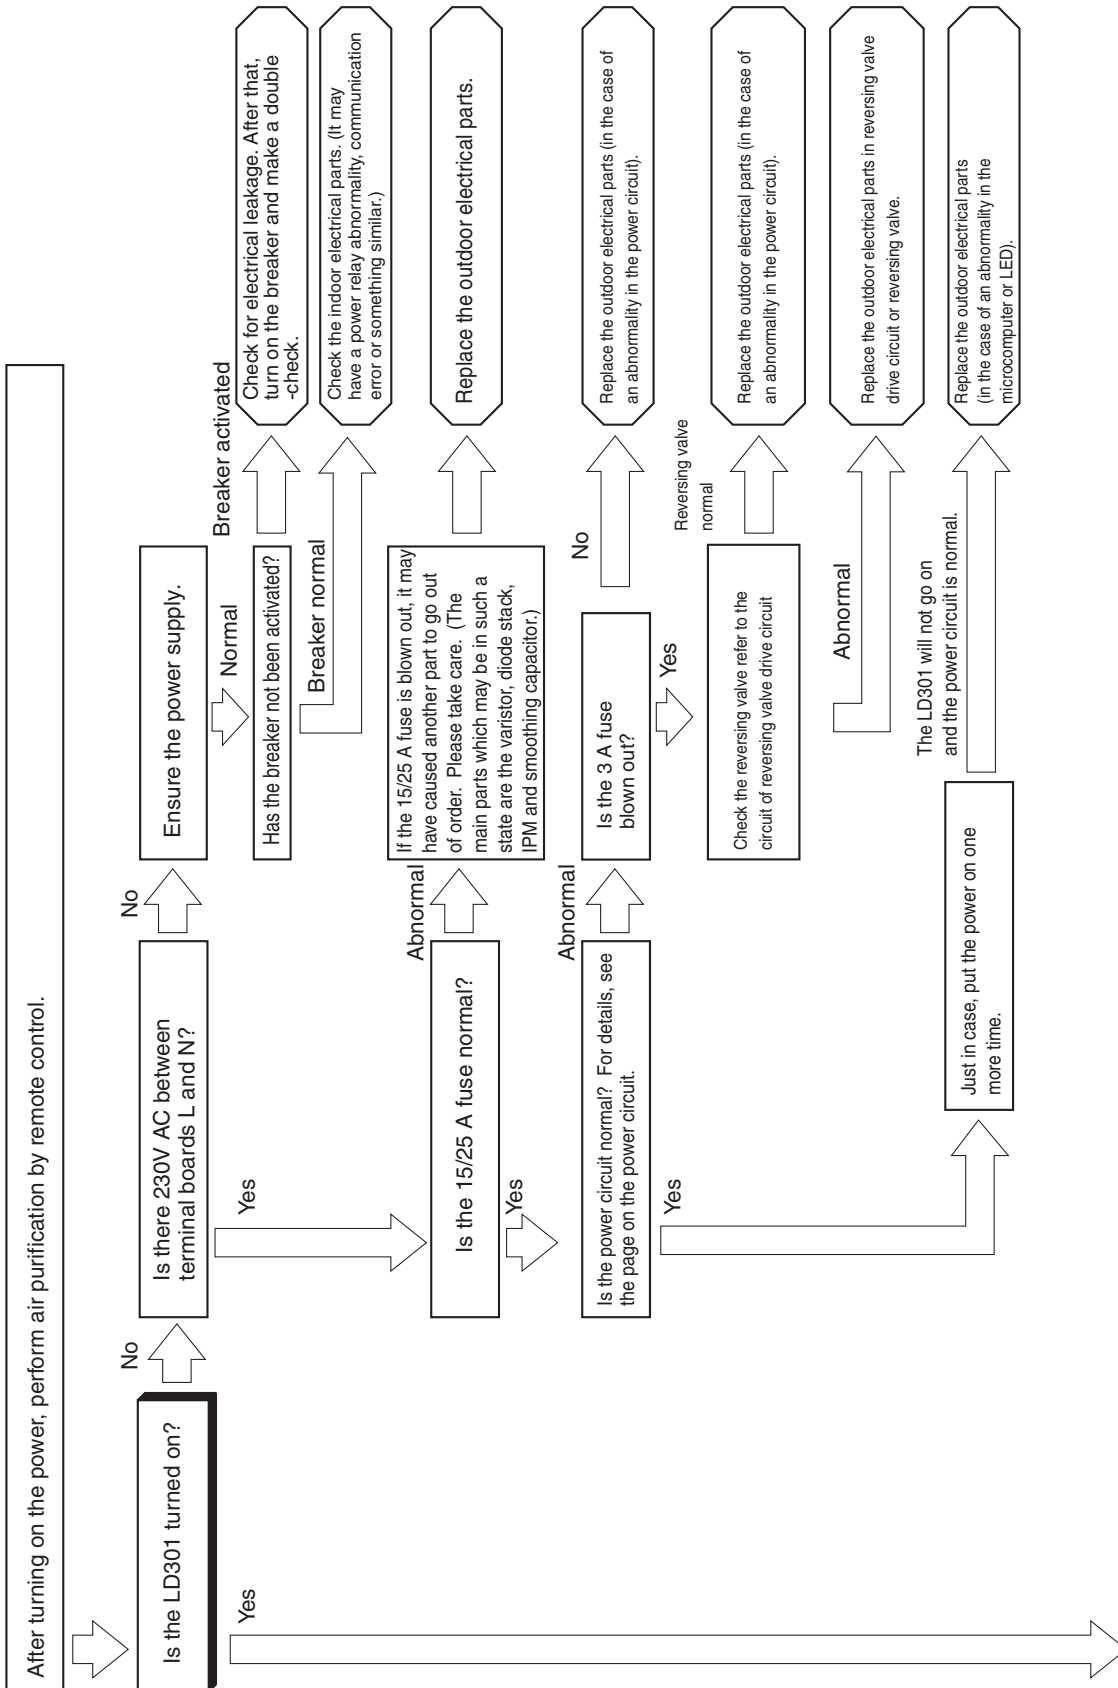 After turning on the power, perform air purification by remote control.
Is the LD301 turned on?
No
Yes
Is there 230V AC between
terminal boards L and N?
No
Yes
Ensure the power supply.
Normal
Has the breaker not been activated?
Breaker activated
Check for electrical leakage. After that,
turn on the breaker and make a double
-check.
Breaker normal
Check the indoor electrical parts. (It may
have a power relay abnormality, communication
error or something similar.)
Is the 15/25 A fuse normal?
Abnormal
Yes
If the 15/25 A fuse is blown out, it may
have caused another part to go out
of order. Please take care. (The
main parts which may be in such a
state are the varistor, diode stack,
IPM and smoothing capacitor.)
Replace the outdoor electrical parts.
Is the power circuit normal? For details, see
the page on the power circuit.
Abnormal
Yes
Is the 3 A fuse
blown out?
No
Yes
Replace the outdoor electrical parts (in the case of
an abnormality in the power circuit).
Check the reversing valve refer to the
circuit of reversing valve drive circuit
Reversing valve
normal
Replace the outdoor electrical parts (in the case of
an abnormality in the power circuit).
Abnormal
Replace the outdoor electrical parts in reversing valve
drive circuit or reversing valve.
Just in case, put the power on one
more time.
The LD301 will not go on
and the power circuit is normal.
Replace the outdoor electrical parts
(in the case of an abnormality in the
microcomputer or LED).